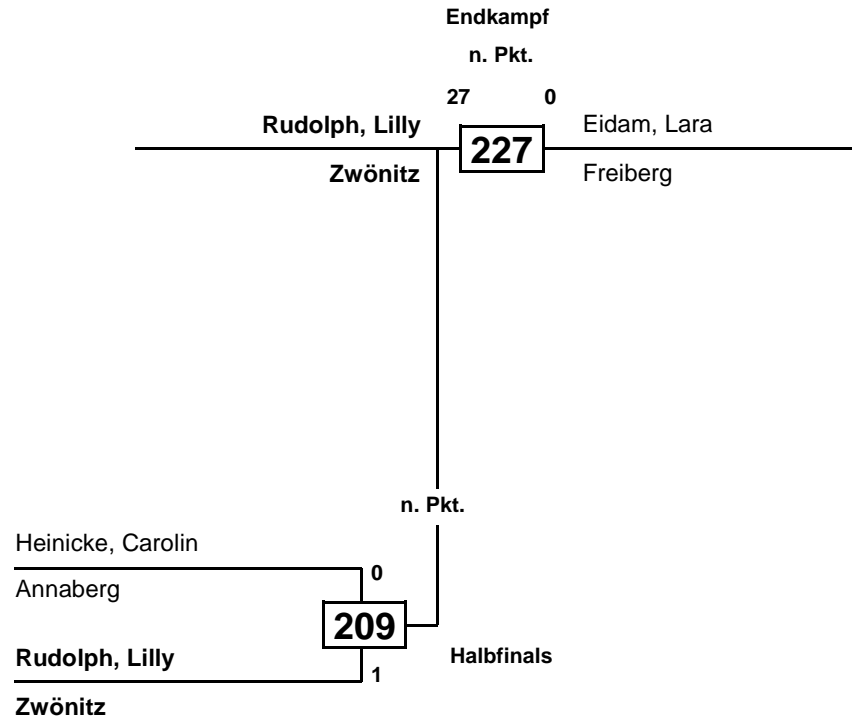 Endkampf
n. Pkt.
27 0
Rudolph, Lilly
Zwönitz
227
Eidam, Lara
Freiberg
n. Pkt.
Heinicke, Carolin
Annaberg
0
209
Rudolph, Lilly
Zwönitz
1
Halbfinals